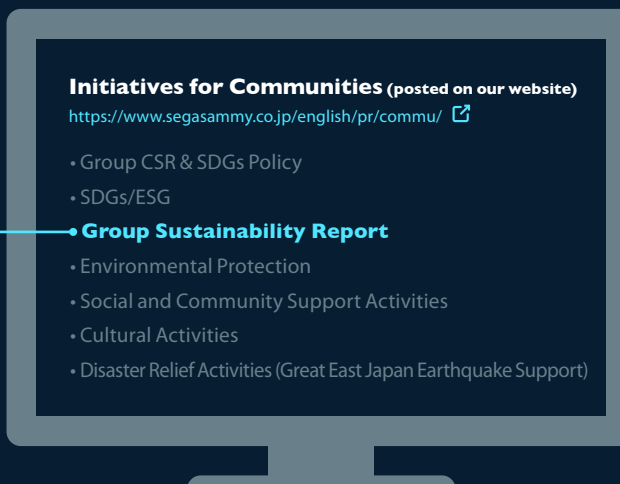 Initiatives for Communities (posted on our website)
https://www.segasammy.co.jp/english/pr/commu/
• Group CSR & SDGs Policy
• SDGs/ESG
• Group Sustainability Report
• Environmental Protection
• Social and Community Support Activities
• Cultural Activities
• Disaster Relief Activities (Great East Japan Earthquake Support)